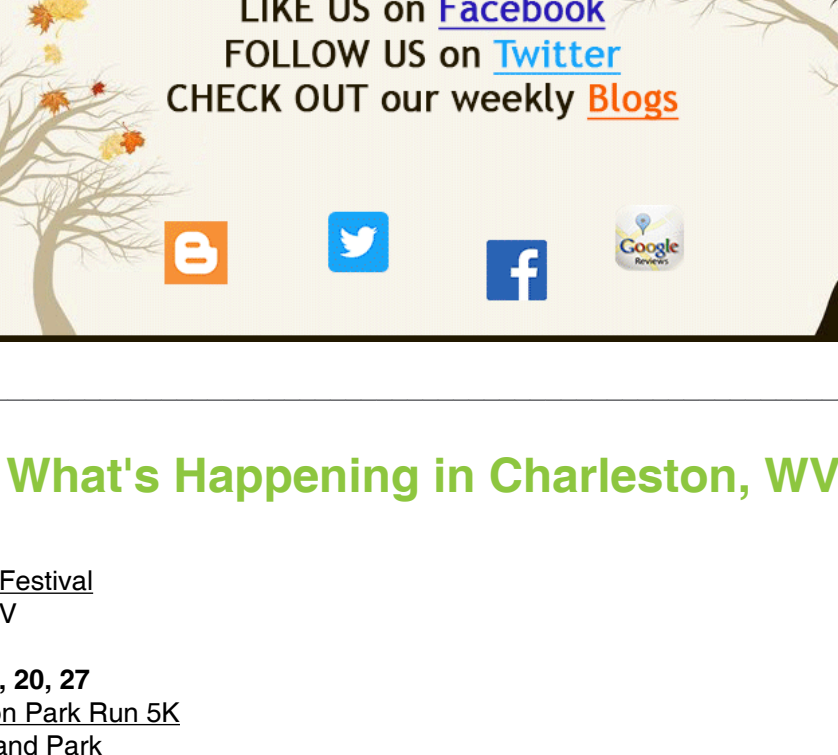 LIKE US on Facebook
FOLLOW US on Twitter
CHECK OUT our weekly Blogs
Google
Reviews
What's Happening in Charleston, WV
Festival
V
, 20, 27
on Park Run 5K
and Park